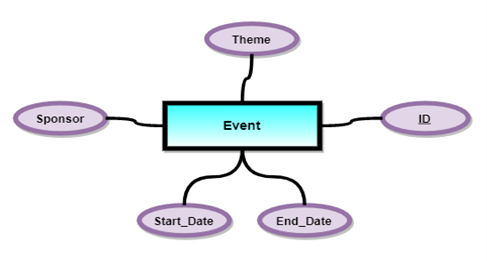 Theme
Sponsor
Event
ID
Start_Date
End_Date